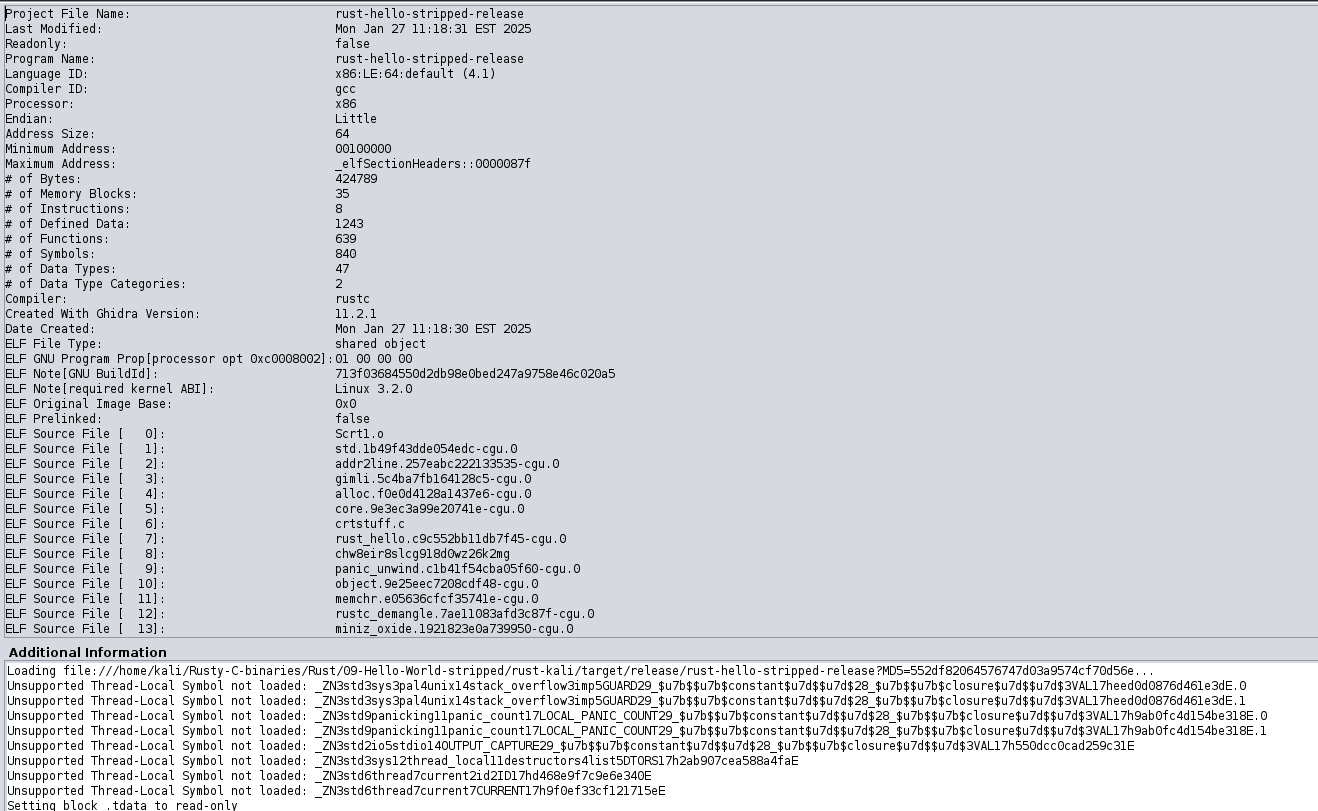 Project File Name: rust-hello-stripped-release
Last Modified: Mon Jan 27 11:18:31 EST 2025
Readonly: false
Program Name: rust-hello-stripped-release
Language ID: x86:LE:64:default (4.1)
Compiler ID: gcc
Processor: x86
Endian: Little
Address Size: 64
Minimum Address: 00100000
Maximum Address: _elfSectionHeaders::0000087f
# of Bytes: 424789
# of Memory Blocks: 35
# of Instructions: 8
# of Defined Data: 1243
# of Functions: 639
# of Symbols: 840
# of Data Types: 47
# of Data Type Categories: 2
Compiler: rustc
Created With Ghidra Version: 11.2.1
Date Created: Mon Jan 27 11:18:30 EST 2025
ELF File Type: shared object
ELF GNU Program Prop[processor opt 0xc0008002]: 01 00 00 00
ELF Note[GNU BuildId]: 713f03684550d2db98e0bed247a9758e46c020a5
ELF Note[required kernel ABI]: Linux 3.2.0
ELF Original Image Base: 0x0
ELF Prelinked: false
ELF Source File [   0]: Scrt1.o
ELF Source File [   1]: std.1b49f43dde054edc-cgu.0
ELF Source File [   2]: addr2line.257eabc222133535-cgu.0
ELF Source File [   3]: gimli.5c4ba7fb164128c5-cgu.0
ELF Source File [   4]: alloc.f0e0d4128a1437e6-cgu.0
ELF Source File [   5]: core.9e3ec3a99e20741e-cgu.0
ELF Source File [   6]: crtstuff.c
ELF Source File [   7]: rust_hello.c9c552bb11db7f45-cgu.0
ELF Source File [   8]: chw8eir8slcg918d0wz26k2mg
ELF Source File [   9]: panic_unwind.c1b41f54cba05f60-cgu.0
ELF Source File [  10]: object.9e25eec7208cdf48-cgu.0
ELF Source File [  11]: memchr.e05636cfcf35741e-cgu.0
ELF Source File [  12]: rustc_demangle.7ae11083afd3c87f-cgu.0
ELF Source File [  13]: miniz_oxide.1921823e0a739950-cgu.0
Additional Information
Loading file:///home/kali/Rusty-C-binaries/Rust/09-Hello-World-stripped/rust-kali/target/release/rust-hello-stripped-release?MD5=552df82064576747d03a9574cf70d56e...
Unsupported Thread-Local Symbol not loaded: _ZN3std3sys3pal4unix14stack_overflow3imp5GUARD29_$u7b$$u7b$constant$u7d$$u7d$28_$u7b$$u7b$closure$u7d$$u7d$3VAL17heed0d0876d461e3dE.0
Unsupported Thread-Local Symbol not loaded: _ZN3std3sys3pal4unix14stack_overflow3imp5GUARD29_$u7b$$u7b$constant$u7d$$u7d$28_$u7b$$u7b$closure$u7d$$u7d$3VAL17heed0d0876d461e3dE.1
Unsupported Thread-Local Symbol not loaded: _ZN3std9panicking11panic_count17LOCAL_PANIC_COUNT29_$u7b$$u7b$constant$u7d$$u7d$28_$u7b$$u7b$closure$u7d$$u7d$3VAL17h9ab0fc4d154be318E.0
Unsupported Thread-Local Symbol not loaded: _ZN3std9panicking11panic_count17LOCAL_PANIC_COUNT29_$u7b$$u7b$constant$u7d$$u7d$28_$u7b$$u7b$closure$u7d$$u7d$3VAL17h9ab0fc4d154be318E.1
Unsupported Thread-Local Symbol not loaded: _ZN3std2io5stdio14OUTPUT_CAPTURE29_$u7b$$u7b$constant$u7d$$u7d$28_$u7b$$u7b$closure$u7d$$u7d$3VAL17h550dcc0cad259c31E
Unsupported Thread-Local Symbol not loaded: _ZN3std3sys12thread_local11destructors4list5DTORS17h2ab907cea588a4faE
Unsupported Thread-Local Symbol not loaded: _ZN3std6thread7current2id2ID17hd468e9f7c9e6e340E
Unsupported Thread-Local Symbol not loaded: _ZN3std6thread7current7CURRENT17h9f0ef33cf121715eE
Setting block .tdata to read-only